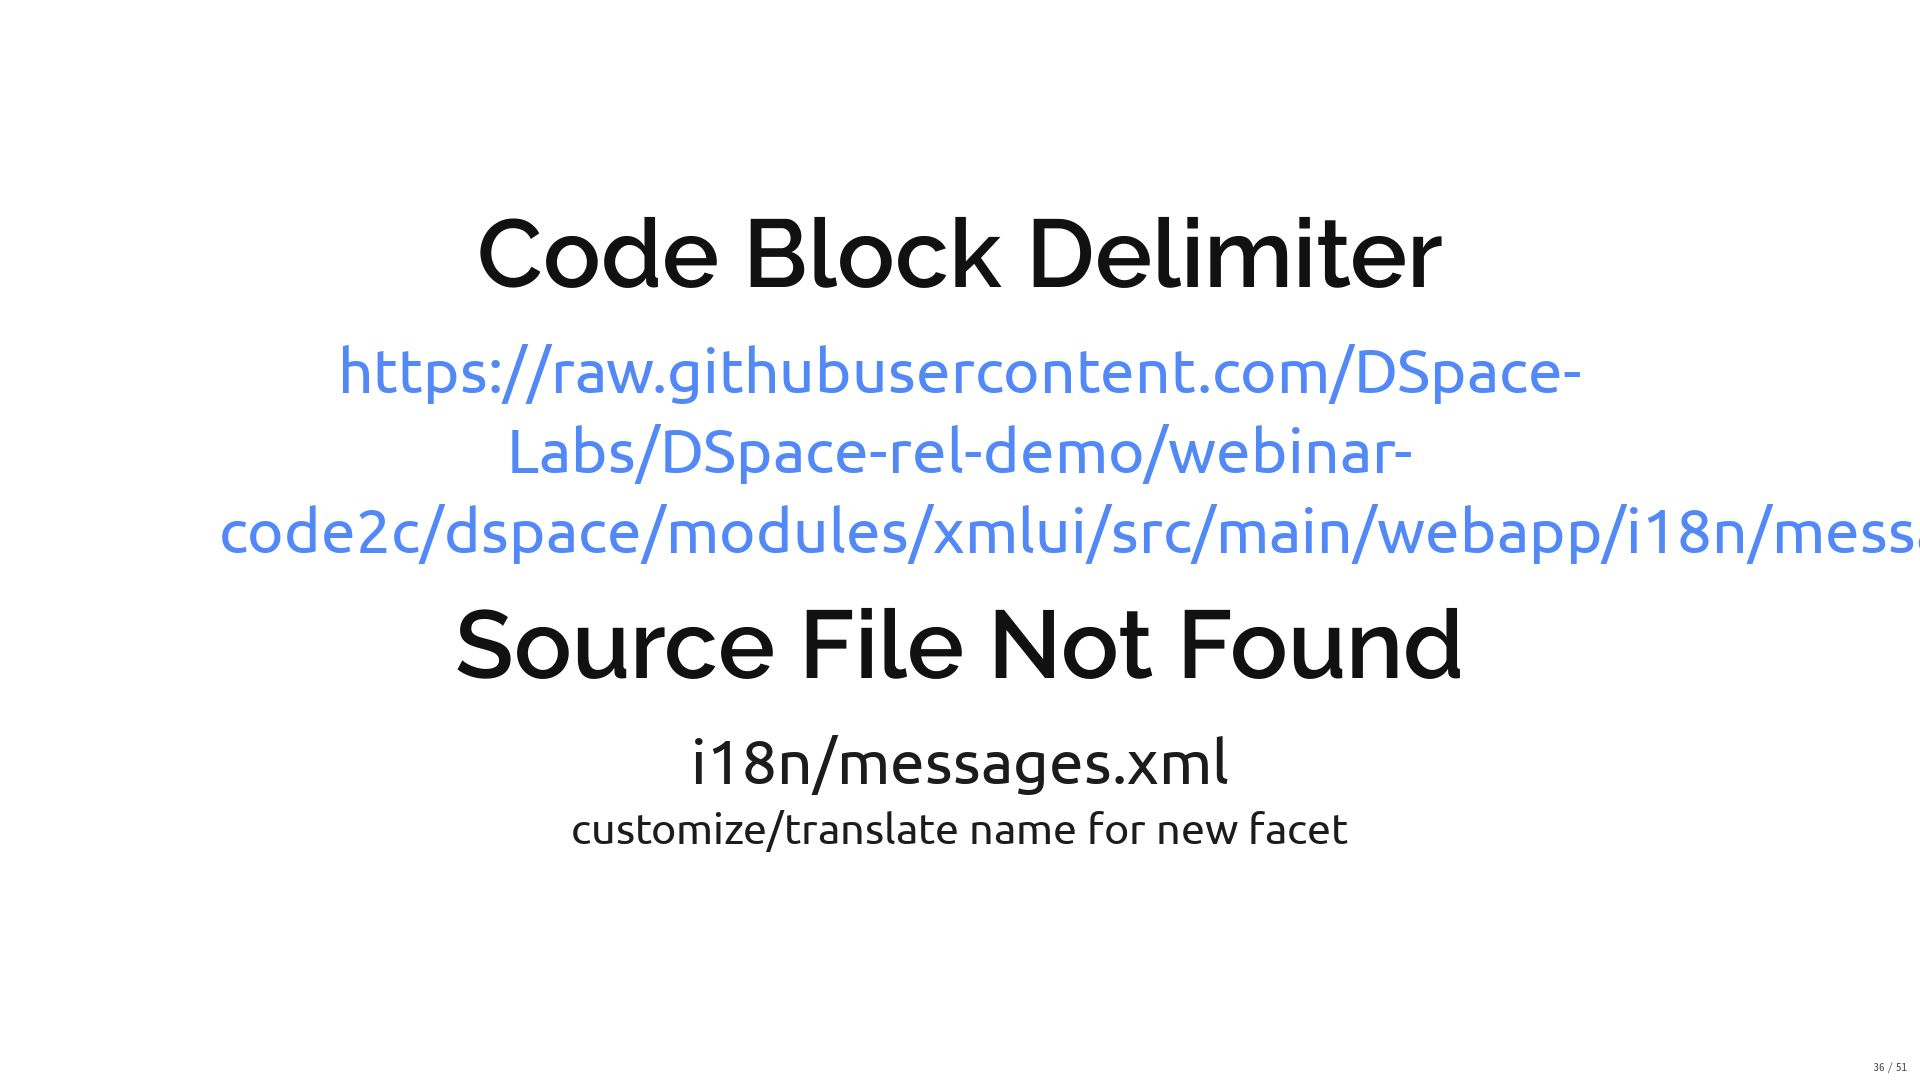 Code Block Delimiter
https://raw.githubusercontent.com/DSpace-
Labs/DSpace-rel-demo/webinar-
code2c/dspace/modules/xmlui/src/main/webapp/i18n/mess
Source File Not Found
i18n/messages.xml
customize/translate name for new facet
36 / 51